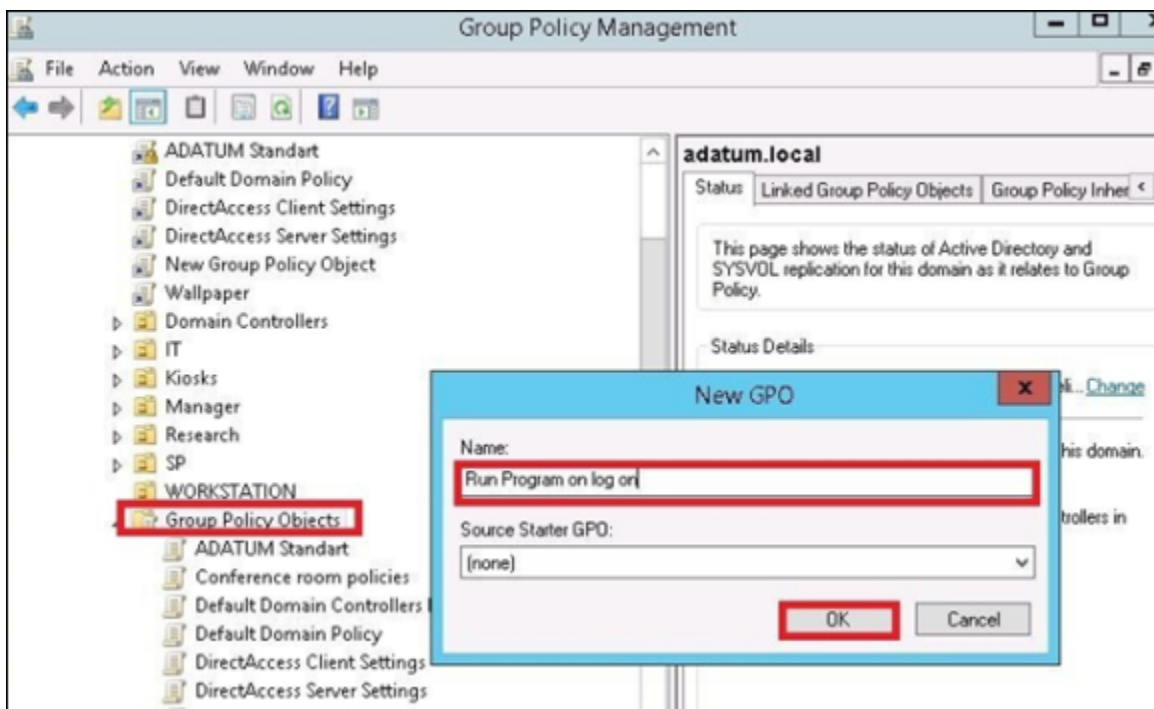 Group Policy Management
File Action View Window Help
ADATUM Standart
Default Domain Policy
DirectAccess Client Settings
DirectAccess Server Settings
New Group Policy Object
Wallpaper
Domain Controllers
IT
Kiosks
Manager
Research
SP
WORKSTATION
Group Policy Objects
ADATUM Standart
Conference room policies
Default Domain Controllers
Default Domain Policy
DirectAccess Client Settings
DirectAccess Server Settings
adatum.local
Status Linked Group Policy Objects Group Policy Inher
This page shows the status of Active Directory and
SYSVOL replication for this domain as it relates to Group
Policy.
Status Details
Change
his domain.
trollers in
New GPO
Name:
Run Program on log on
Source Starter GPO:
(none)
OK Cancel